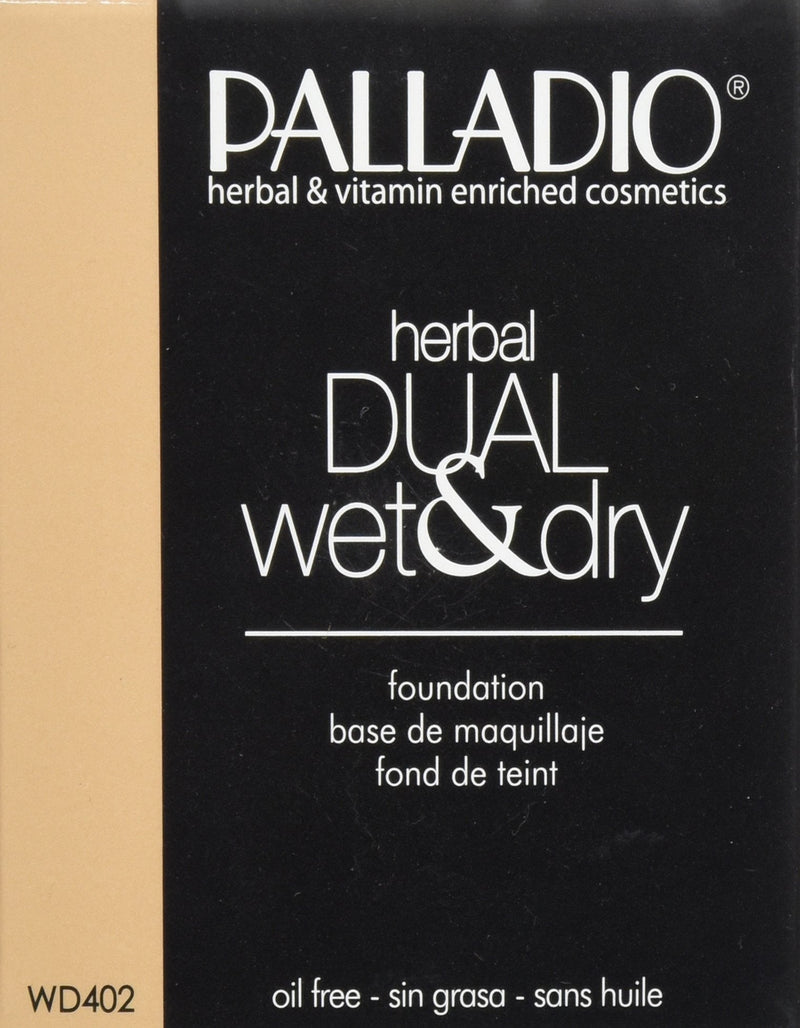 PALLADIO®
herbal & vitamin enriched cosmetics
herbal
DUAL
wet & dry
foundation
base de maquillaje
fond de teint
WD402
oil free - sin grasa - sans huile